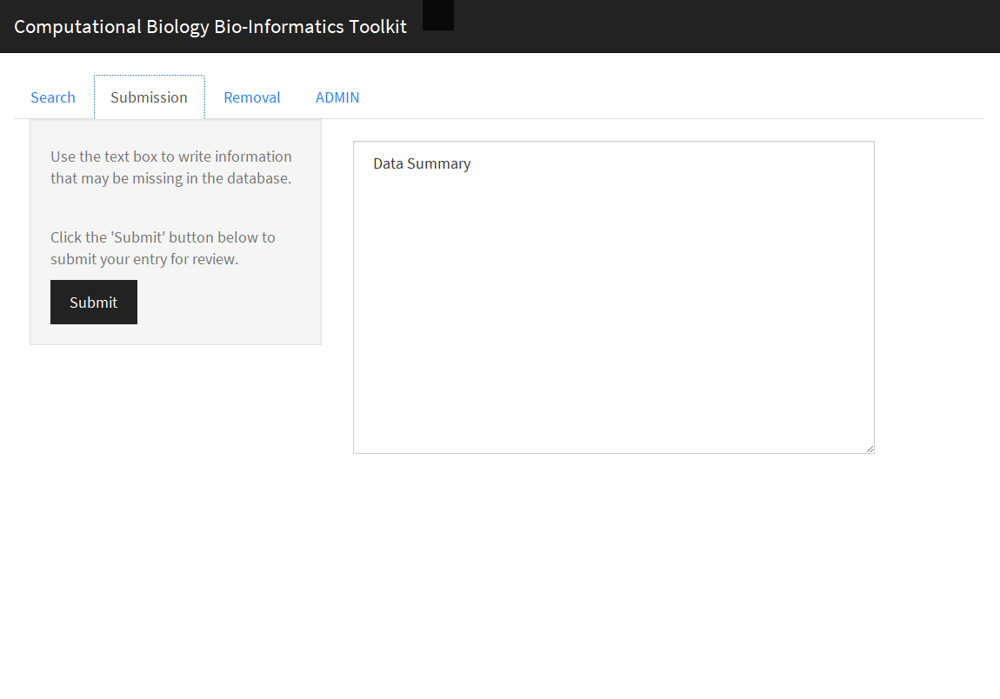 Computational Biology Bio-Informatics Toolkit
Search Submission Removal ADMIN
Use the text box to write information
that may be missing in the database.
Click the 'Submit' button below to
submit your entry for review.
Submit
Data Summary